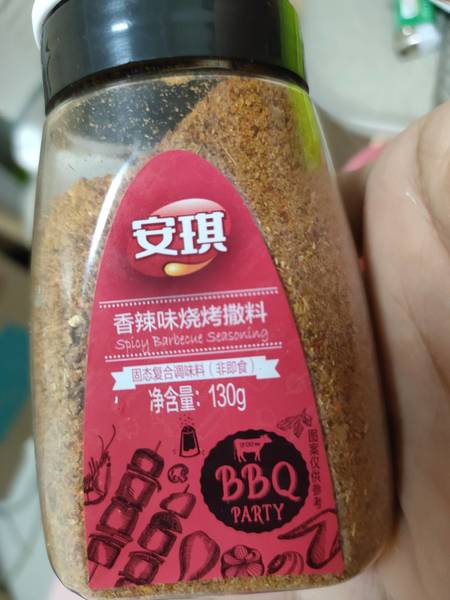 安琪
香辣味烧烤撒料
Spicy Barbecue Seasoning
固态复合调味料（非即食）
净含量：130g
图案仅供参考
BBQ
PARTY